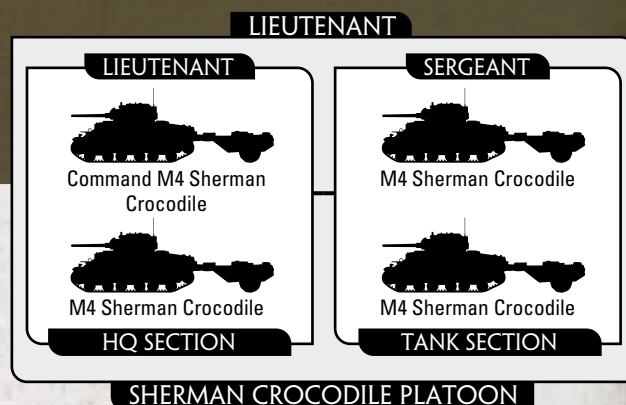 LIEUTENANT
LIEUTENANT
Command M4 Sherman
Crocodile
M4 Sherman Crocodile
HQ SECTION
SERGEANT
M4 Sherman Crocodile
M4 Sherman Crocodile
TANK SECTION
SHERMAN CROCODILE PLATOON